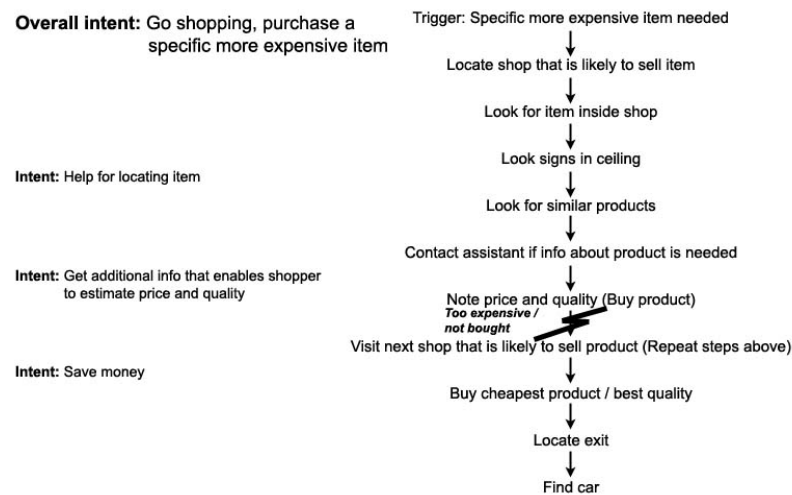 Overall intent: Go shopping, purchase a
specific more expensive item
Trigger: Specific more expensive item needed
Locate shop that is likely to sell item
Look for item inside shop
Look signs in ceiling
Intent: Help for locating item
Look for similar products
Contact assistant if info about product is needed
Intent: Get additional info that enables shopper
to estimate price and quality
Note price and quality (Buy product)
Too expensive /
not bought
Visit next shop that is likely to sell product (Repeat steps above)
Intent: Save money
Buy cheapest product / best quality
Locate exit
Find car